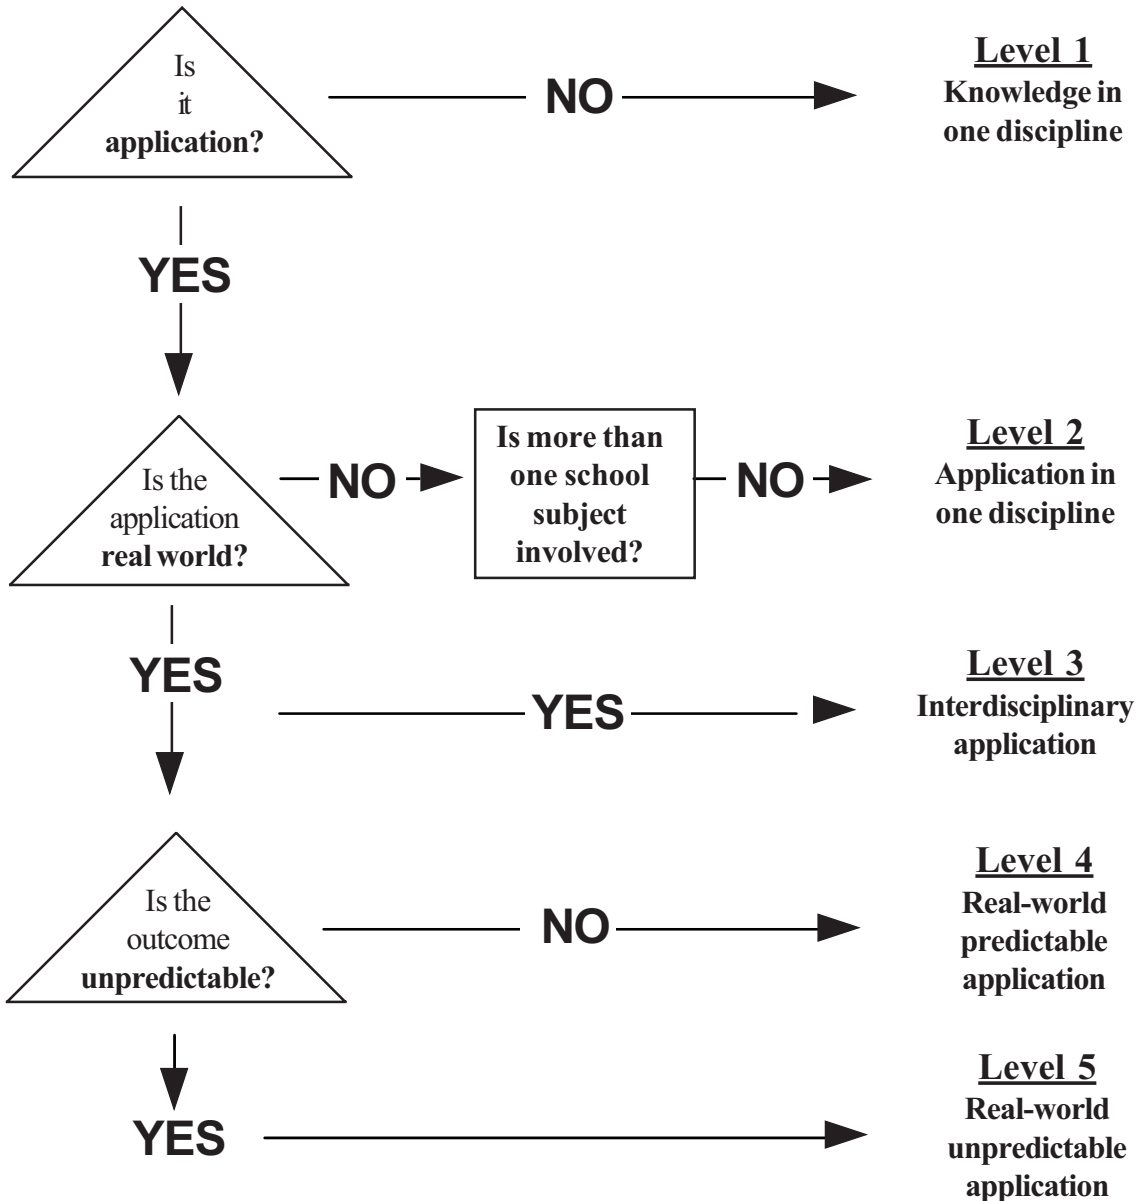 Is
it
application?
NO
Level 1
Knowledge in
one discipline
YES
Is the
application
real world?
NO
Is more than
one school
subject
involved?
NO
Level 2
Application in
one discipline
YES
YES
Level 3
Interdisciplinary
application
Is the
outcome
unpredictable?
NO
Level 4
Real-world
predictable
application
YES
Level 5
Real-world
unpredictable
application